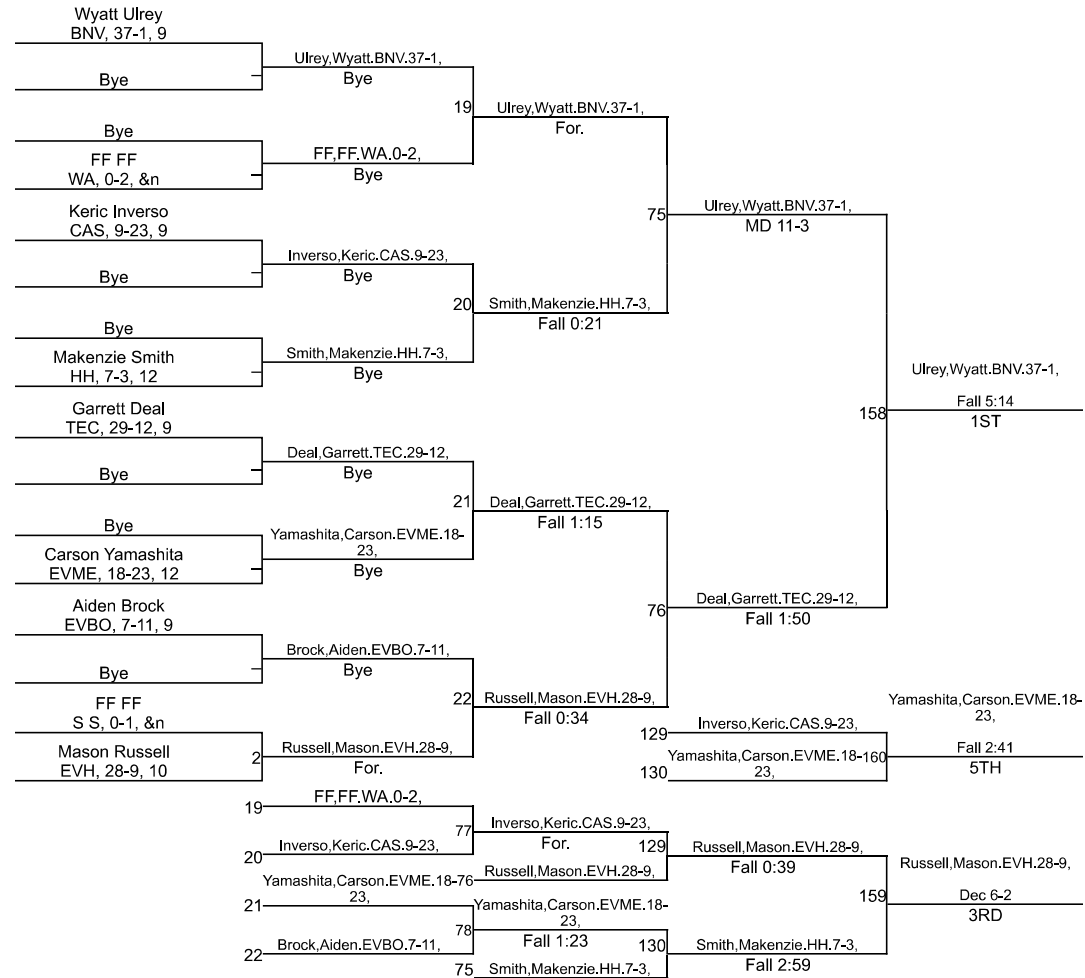 Wyatt Ulrey
BNV, 37-1, 9
Bye
Bye
FF FF
WA, 0-2, &n
Keric Inverso
CAS, 9-23, 9
Bye
Bye
Makenzie Smith
HH, 7-3, 12
Garrett Deal
TEC, 29-12, 9
Bye
Bye
Carson Yamashita
EVME, 18-23, 12
Aiden Brock
EVBO, 7-11, 9
Bye
FF FF
S S, 0-1, &n
Mason Russell
EVH, 28-9, 10
2
Ulrey,Wyatt.BNV.37-1,
Bye
19
FF,FF.WA.0-2,
Bye
Inverso,Keric.CAS.9-23,
Bye
20
Smith,Makenzie.HH.7-3,
Bye
Deal,Garrett.TEC.29-12,
Bye
21
Yamashita,Carson.EVME.18-
23,
Bye
Brock,Aiden.EVBO.7-11,
Bye
22
Russell,Mason.EVH.28-9,
For.
Ulrey,Wyatt.BNV.37-1,
For.
75
Smith,Makenzie.HH.7-3,
Fall 0:21
Deal,Garrett.TEC.29-12,
Fall 1:15
76
Russell,Mason.EVH.28-9,
Fall 0:34
Ulrey,Wyatt.BNV.37-1,
MD 11-3
158
Deal,Garrett.TEC.29-12,
Fall 1:50
Ulrey,Wyatt.BNV.37-1,
Fall 5:14
1ST
129
Inverso,Keric.CAS.9-23,
130
Yamashita,Carson.EVME.18-
23,
160
Yamashita,Carson.EVME.18-
23,
Fall 2:41
5TH
19
FF,FF.WA.0-2,
20
Inverso,Keric.CAS.9-23,
77
Inverso,Keric.CAS.9-23,
For.
76
Russell,Mason.EVH.28-9,
129
Russell,Mason.EVH.28-9,
Fall 0:39
21
Yamashita,Carson.EVME.18-
23,
22
Brock,Aiden.EVBO.7-11,
78
Yamashita,Carson.EVME.18-
23,
Fall 1:23
75
Smith,Makenzie.HH.7-3,
130
Smith,Makenzie.HH.7-3,
Fall 2:59
159
Russell,Mason.EVH.28-9,
Dec 6-2
3RD